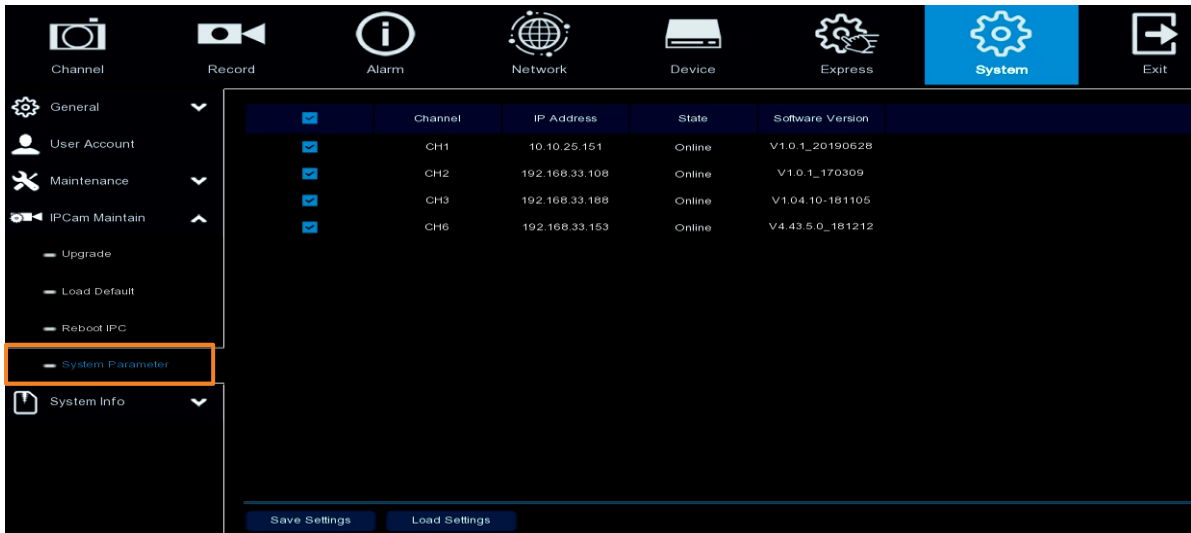 Channel Record Alarm Network Device Express System Exit
General
User Account
Maintenance
IPCam Maintain
Upgrade
Load Default
Reboot IPC
System Parameter
System Info
Channel IP Address State Software Version
CH1 10.10.25.151 Online V1.0.1_20190628
CH2 192.168.33.108 Online V1.0.1_170309
CH3 192.168.33.188 Online V1.04.10-181105
CH6 192.168.33.153 Online V4.43.5.0_181212
Save Settings Load Settings